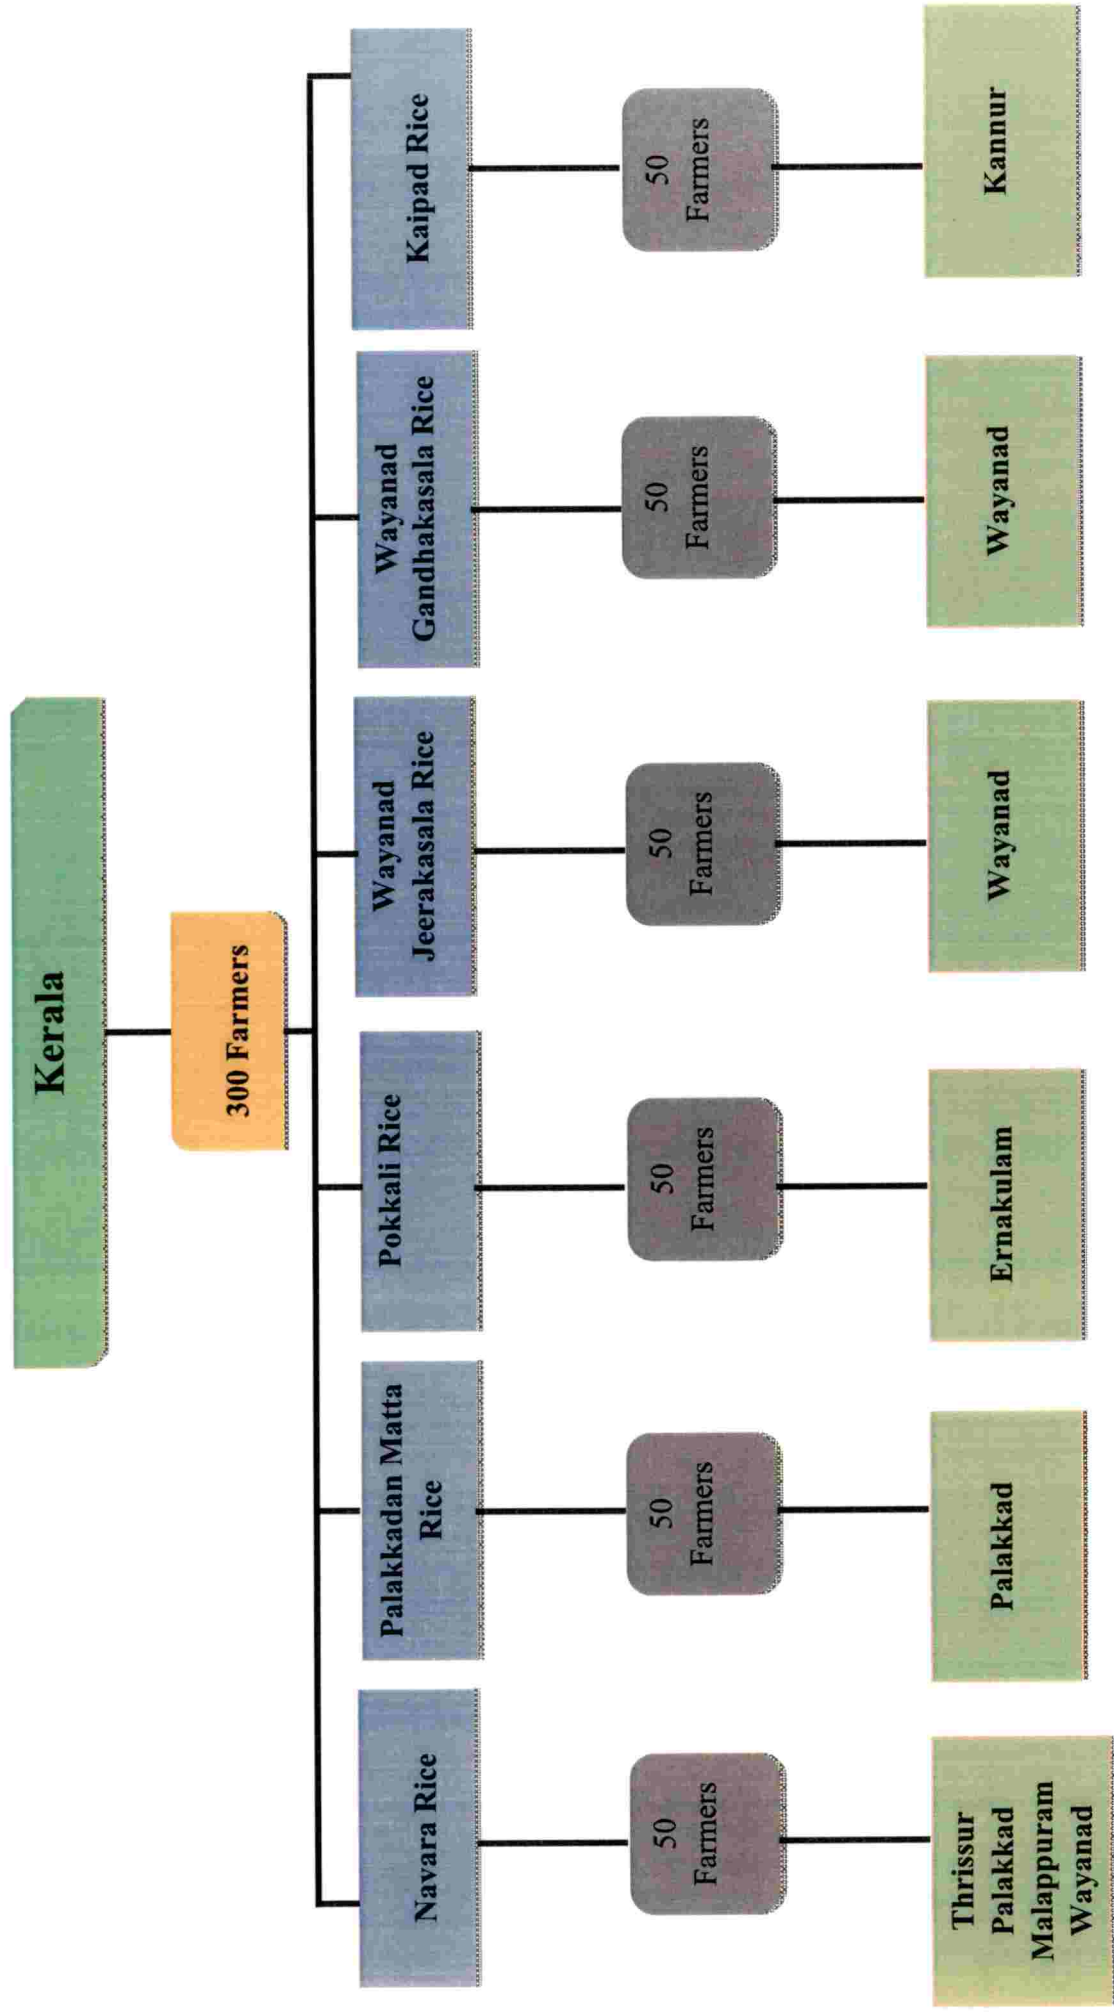 Kerala
300 Farmers
Navara Rice
Palakkadan Matta
Rice
Pokkali Rice
Wayanad
Jeerakasala Rice
Wayanad
Gandhakasala Rice
Kaipad Rice
50
Farmers
50
Farmers
50
Farmers
50
Farmers
50
Farmers
50
Farmers
Thrissur
Palakkad
Malappuram
Wayanad
Palakkad
Ernakulam
Wayanad
Wayanad
Kannur